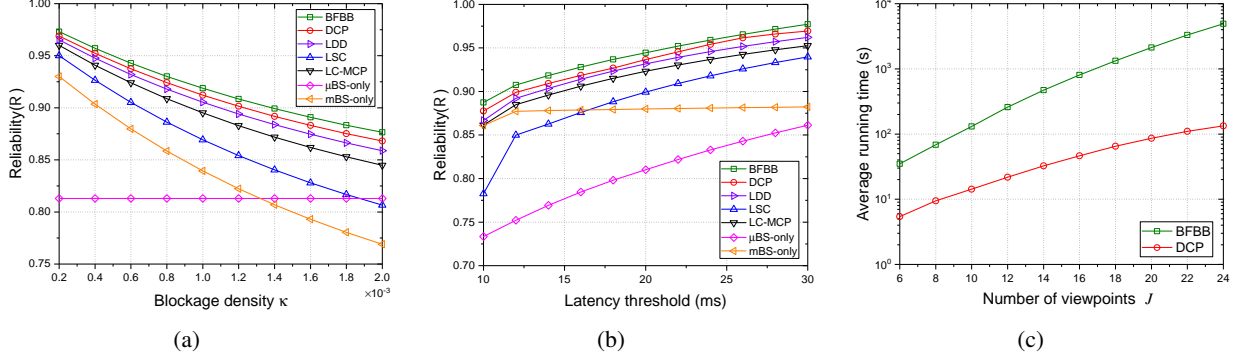 1.00
0.95
0.90
0.85
0.80
0.75
Reliability(R)
0.2
0.4
0.6
0.8
1.0
1.2
1.4
1.6
1.8
2.0
×10⁻³
Blockage density κ
BFBB
DCP
LDD
LSC
LC-MCP
μBS-only
mBS-only
(a)
1.00
0.95
0.90
0.85
0.80
0.75
0.70
Reliability(R)
10
15
20
25
30
Latency threshold (ms)
BFBB
DCP
LDD
LSC
LC-MCP
μBS-only
mBS-only
(b)
10⁴
10³
10²
10¹
10⁰
Average running time (s)
6
8
10
12
14
16
18
20
22
24
Number of viewpoints J
BFBB
DCP
(c)